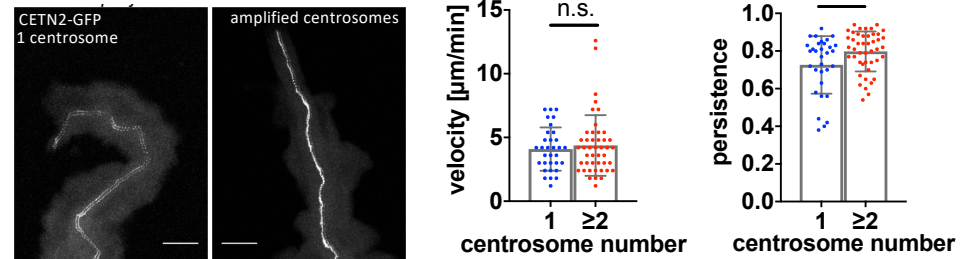 CETN2-GFP
1 centrosome
amplified centrosomes
velocity [µm/min]
15
10
5
0
n.s.
1 ≥2
centrosome number
persistence
1.0
0.8
0.6
0.4
0.2
0.0
1 ≥2
centrosome number